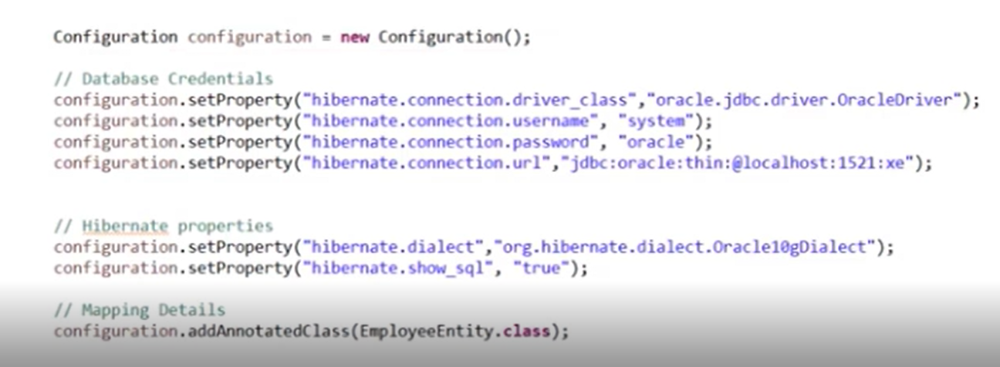 Configuration configuration = new Configuration();
// Database Credentials
configuration.setProperty("hibernate.connection.driver_class","oracle.jdbc.driver.OracleDriver");
configuration.setProperty("hibernate.connection.username", "system");
configuration.setProperty("hibernate.connection.password", "oracle");
configuration.setProperty("hibernate.connection.url","jdbc:oracle:thin:@localhost:1521:xe");
// Hibernate properties
configuration.setProperty("hibernate.dialect","org.hibernate.dialect.Oracle10gDialect");
configuration.setProperty("hibernate.show_sql", "true");
// Mapping Details
configuration.addAnnotatedClass(EmployeeEntity.class);